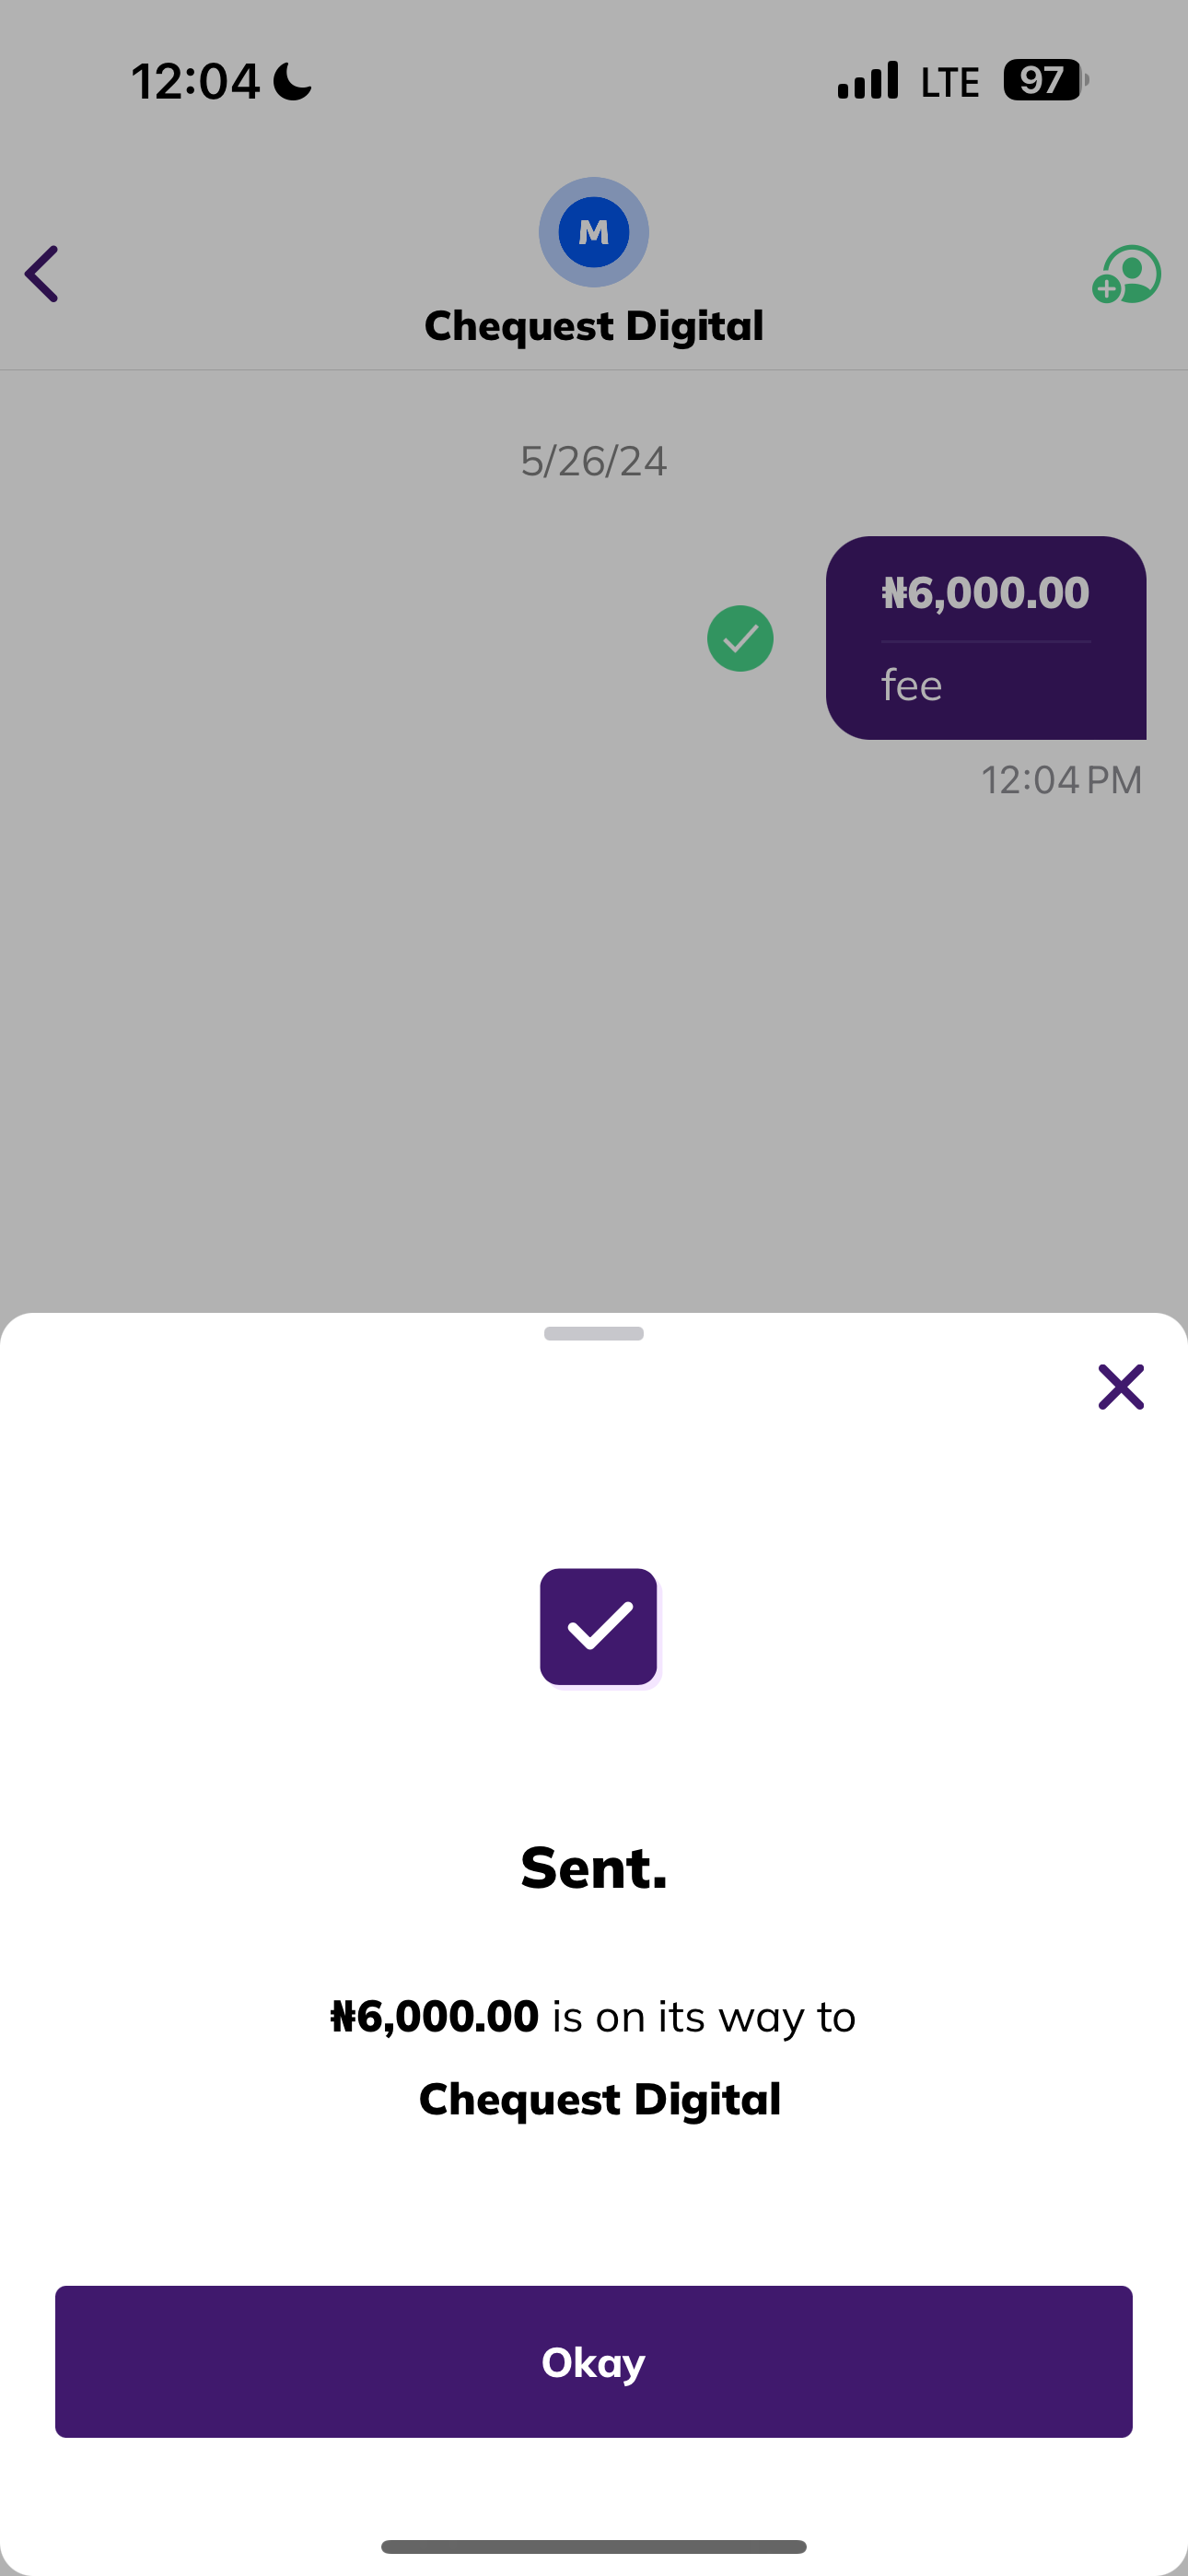 12:04 LTE 97
M
Chequest Digital
5/26/24
₦6,000.00
fee
12:04 PM
Sent.
₦6,000.00 is on its way to
Chequest Digital
Okay